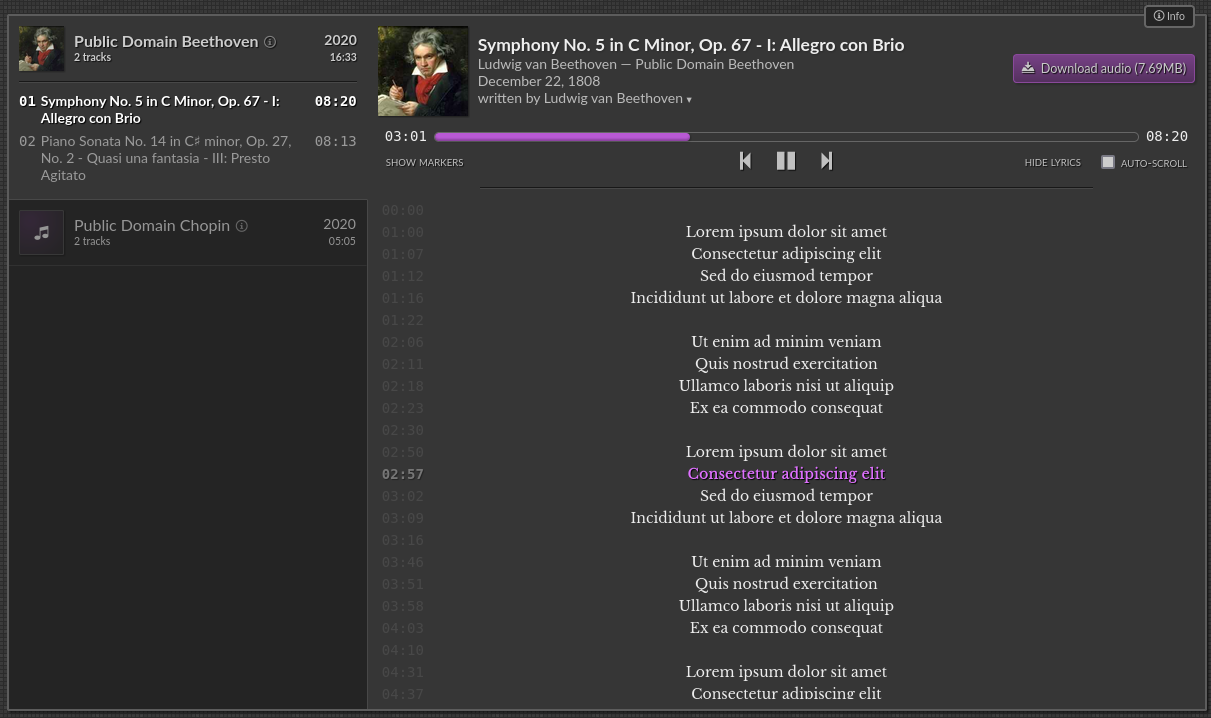 Info
Public Domain Beethoven
2020
2 tracks
16:33
01 Symphony No. 5 in C Minor, Op. 67 - I: 08:20
Allegro con Brio
02 Piano Sonata No. 14 in C♯ minor, Op. 27, 08:13
No. 2 - Quasi una fantasia - III: Presto
Agitato
Public Domain Chopin
2020
2 tracks
05:05
Symphony No. 5 in C Minor, Op. 67 - I: Allegro con Brio
Ludwig van Beethoven — Public Domain Beethoven
December 22, 1808
written by Ludwig van Beethoven ▾
Download audio (7.69MB)
03:01
08:20
SHOW MARKERS
HIDE LYRICS
AUTO-SCROLL
00:00
01:00 Lorem ipsum dolor sit amet
01:07 Consectetur adipiscing elit
01:12 Sed do eiusmod tempor
01:16 Incididunt ut labore et dolore magna aliqua
01:22
02:06 Ut enim ad minim veniam
02:11 Quis nostrud exercitation
02:18 Ullamco laboris nisi ut aliquip
02:23 Ex ea commodo consequat
02:30
02:50 Lorem ipsum dolor sit amet
02:57 Consectetur adipiscing elit
03:02 Sed do eiusmod tempor
03:09 Incididunt ut labore et dolore magna aliqua
03:16
03:46 Ut enim ad minim veniam
03:51 Quis nostrud exercitation
03:58 Ullamco laboris nisi ut aliquip
04:03 Ex ea commodo consequat
04:10
04:31 Lorem ipsum dolor sit amet
04:37 Consectetur adipiscing elit